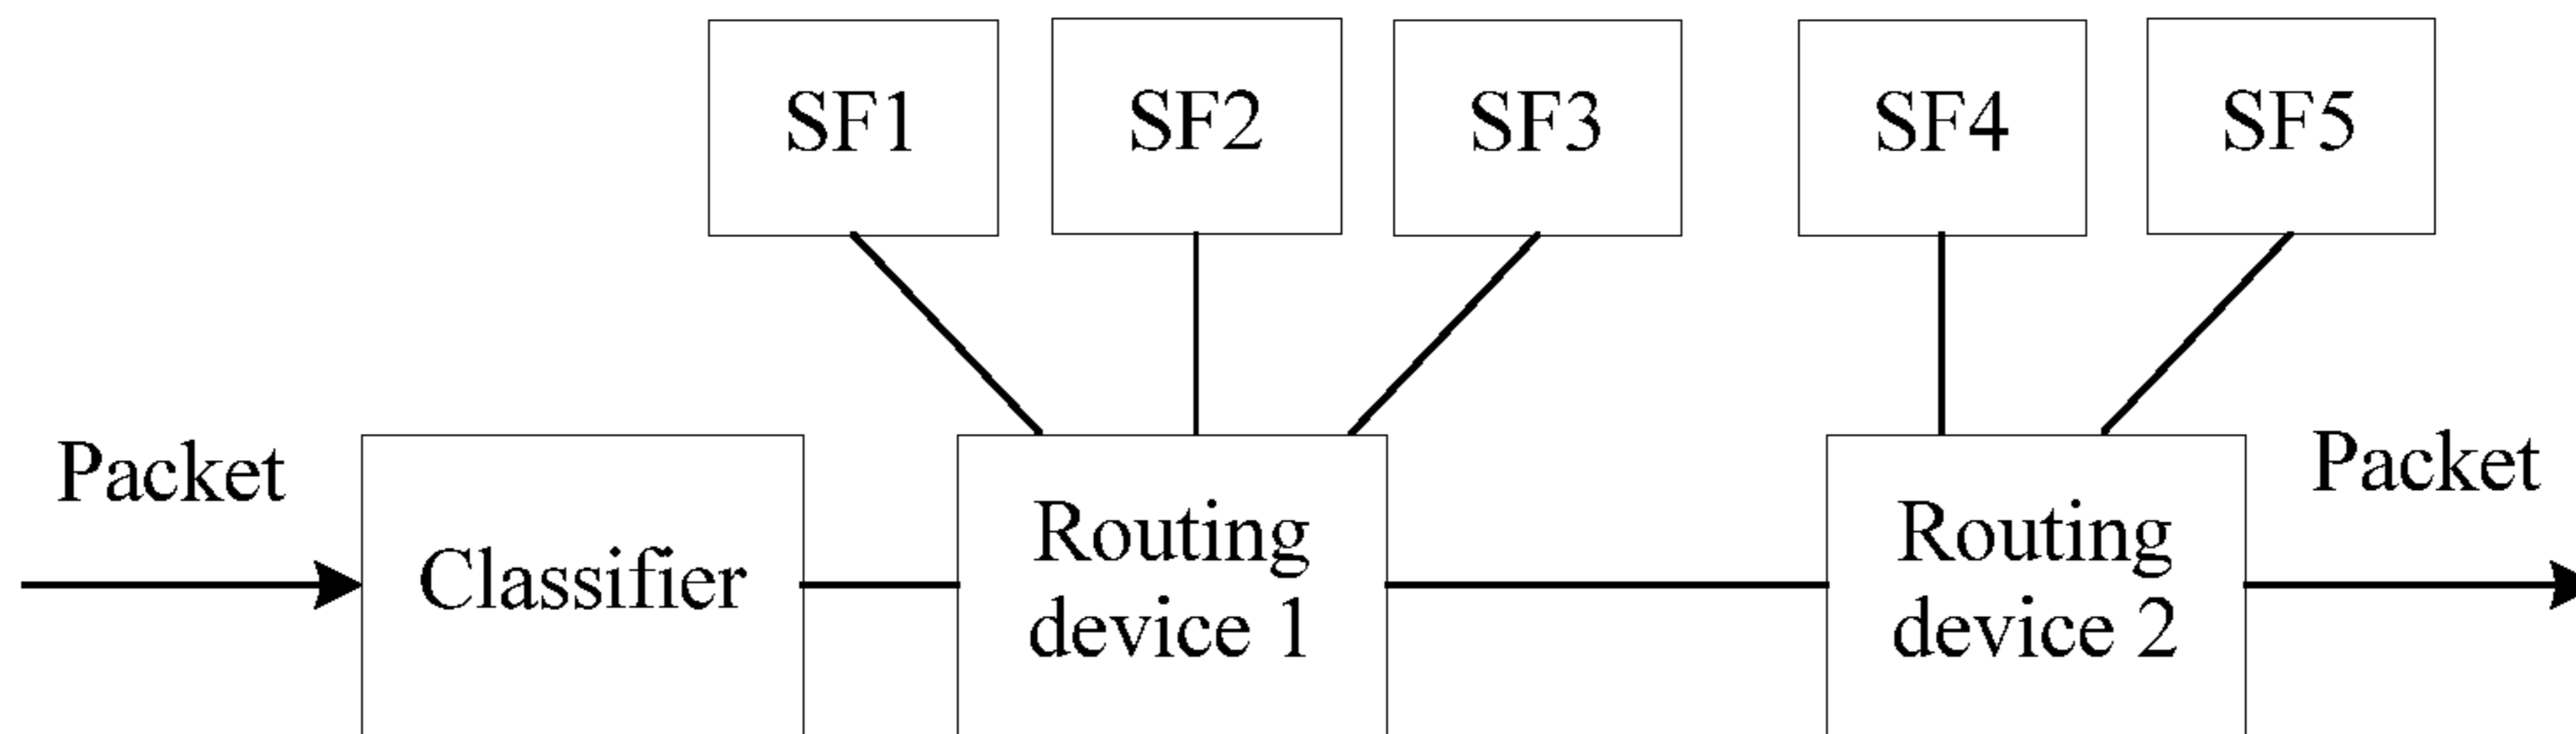 SF1
SF2
SF3
SF4
SF5
Packet
Classifier
Routing
device 1
Routing
device 2
Packet